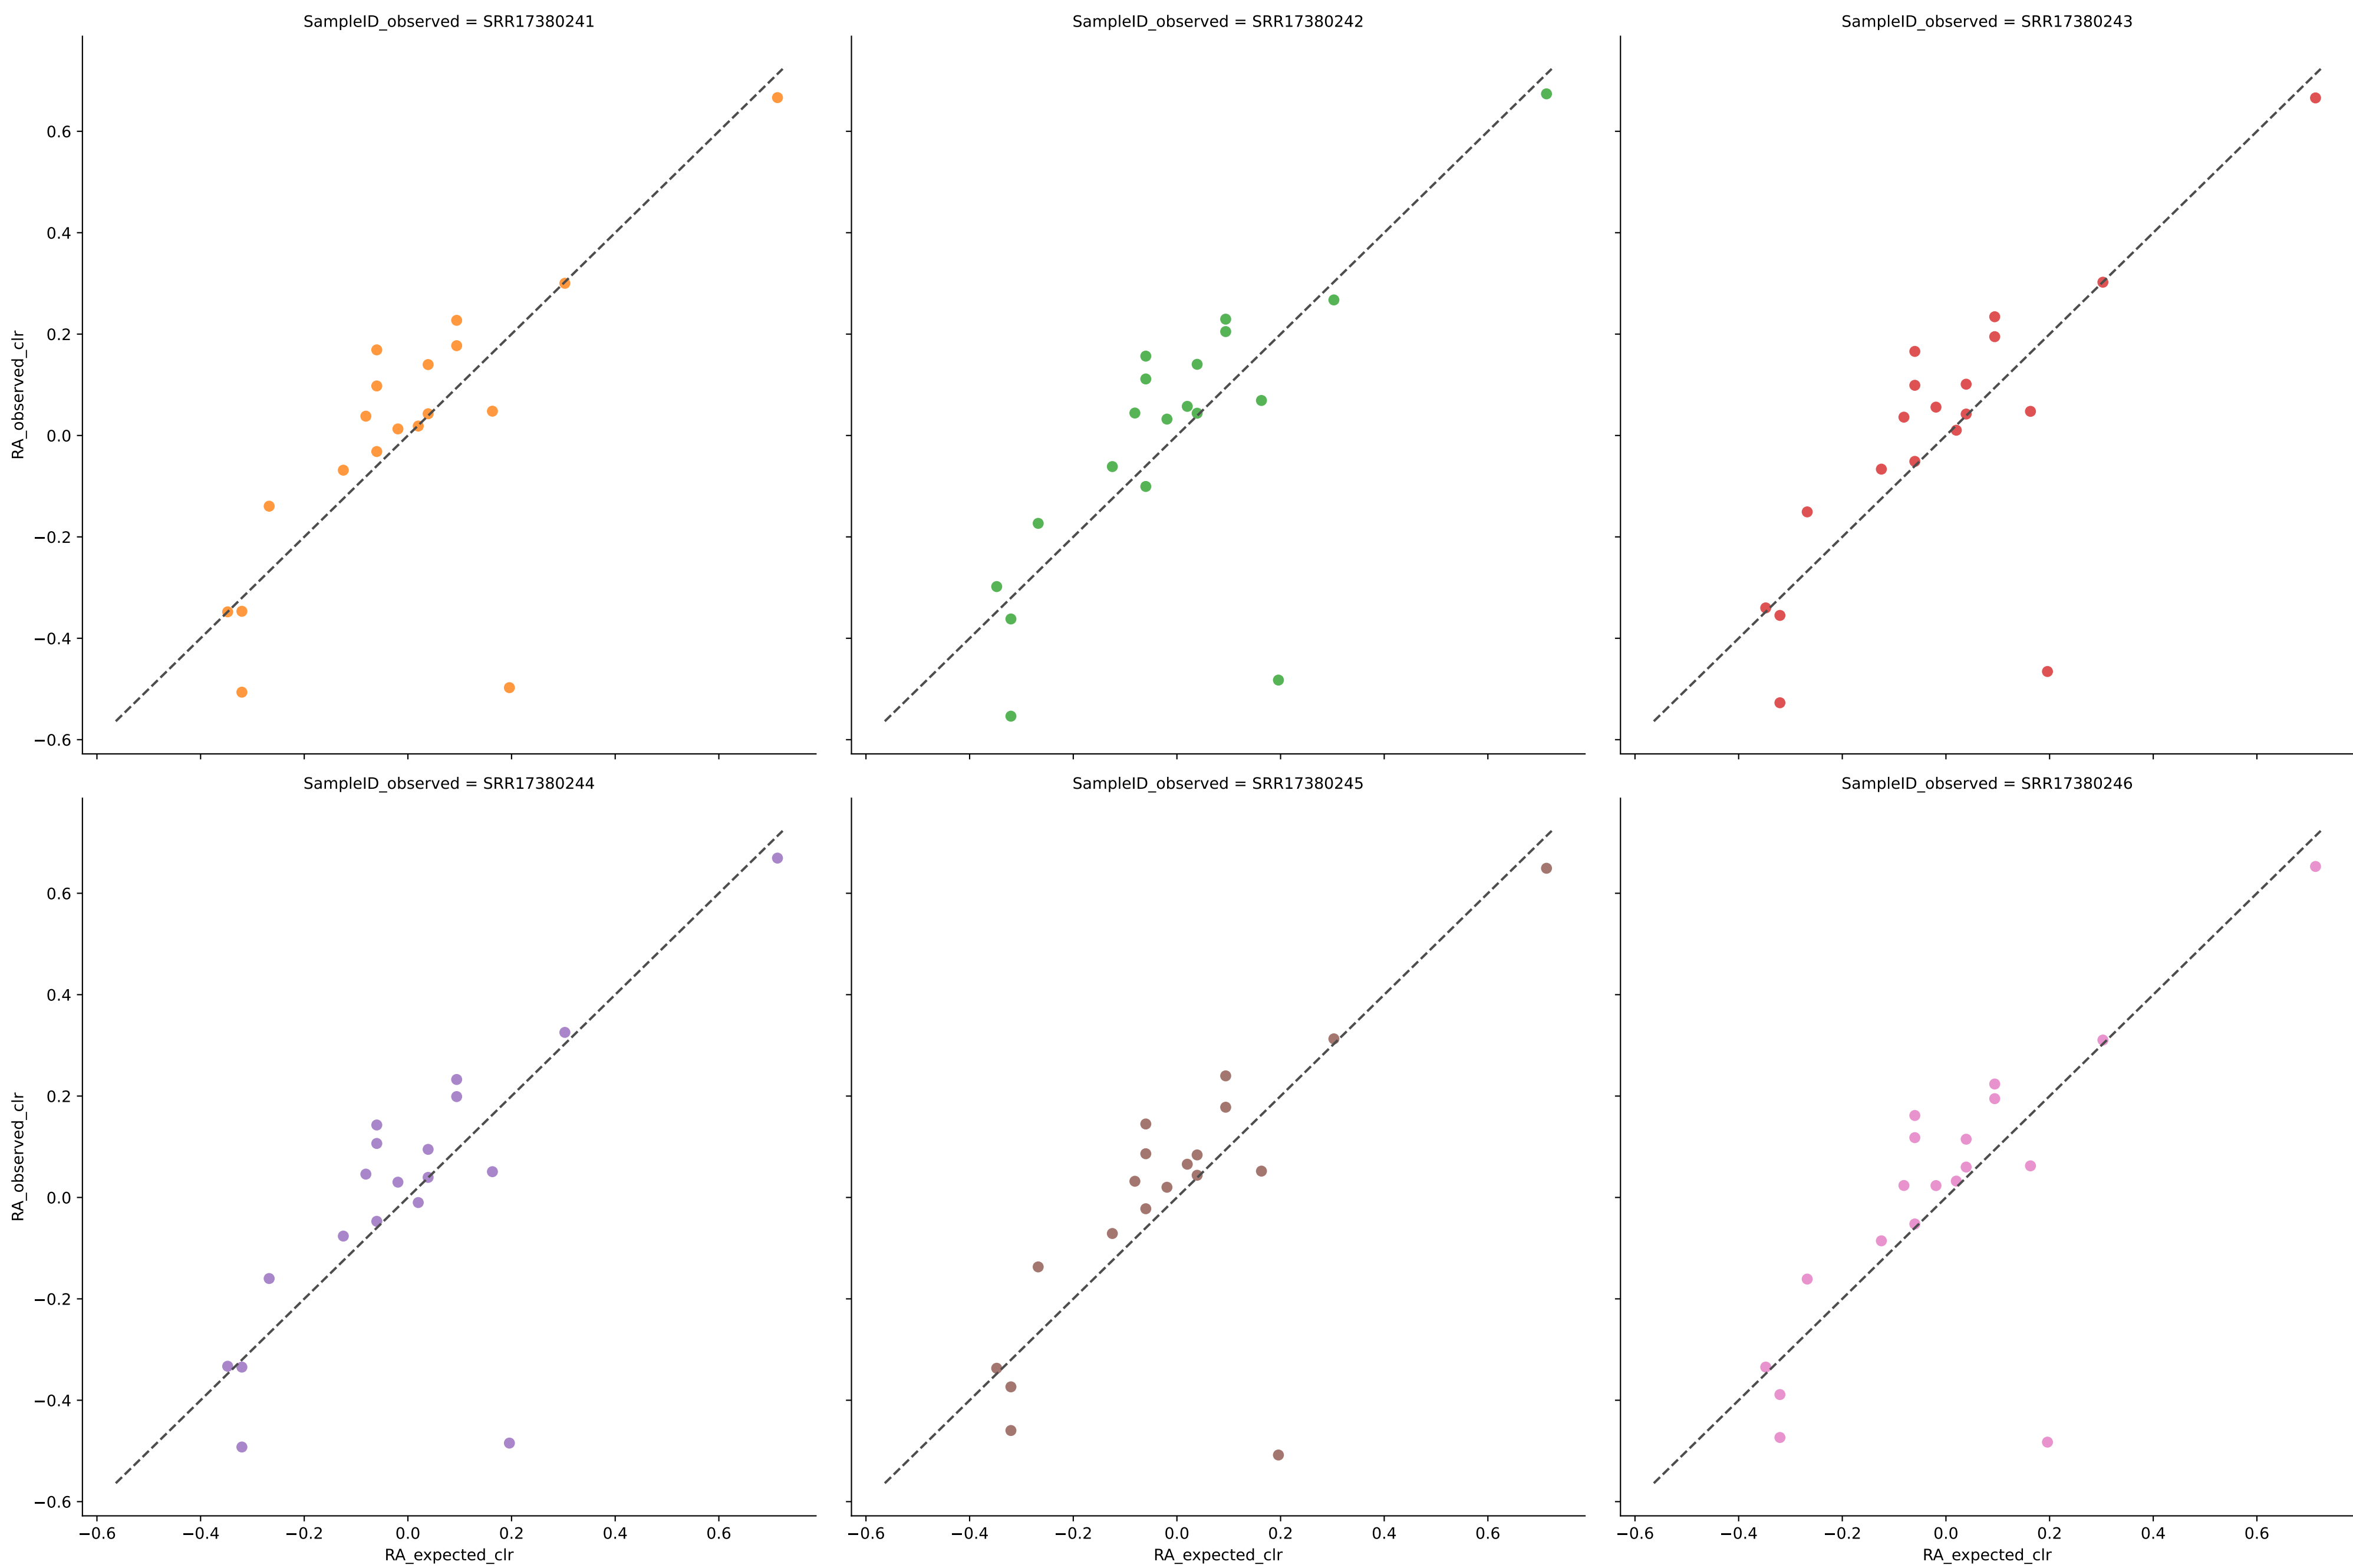 SampleID_observed = SRR17380241
SampleID_observed = SRR17380242
SampleID_observed = SRR17380243
RA_observed_clr
0.6
0.4
0.2
0.0
−0.2
−0.4
−0.6
SampleID_observed = SRR17380244
SampleID_observed = SRR17380245
SampleID_observed = SRR17380246
RA_observed_clr
0.6
0.4
0.2
0.0
−0.2
−0.4
−0.6
−0.6 −0.4 −0.2 0.0 0.2 0.4 0.6
−0.6 −0.4 −0.2 0.0 0.2 0.4 0.6
−0.6 −0.4 −0.2 0.0 0.2 0.4 0.6
RA_expected_clr
RA_expected_clr
RA_expected_clr